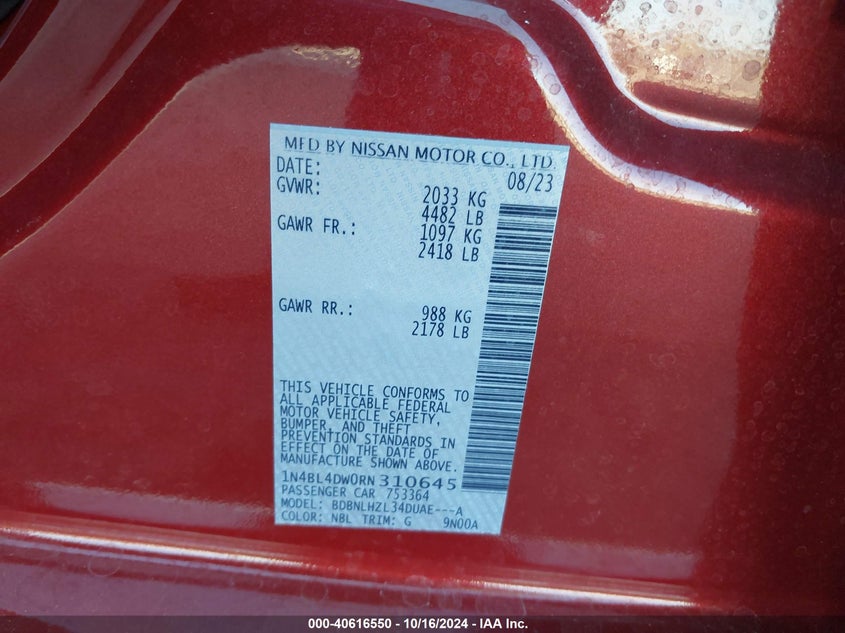 MFD BY NISSAN MOTOR CO., LTD.
DATE: 08/23
GVWR: 2033 KG
4482 LB
GAWR FR.: 1097 KG
2418 LB
GAWR RR.: 988 KG
2178 LB
THIS VEHICLE CONFORMS TO
ALL APPLICABLE FEDERAL
MOTOR VEHICLE SAFETY,
BUMPER, AND THEFT
PREVENTION STANDARDS IN
EFFECT ON THE DATE OF
MANUFACTURE SHOWN ABOVE.
1N4BL4DW0RN310645
PASSENGER CAR 753364
MODEL: BDBNLHZL34DUAE---A
COLOR: NBL TRIM: G 9N00A
000-40616550 - 10/16/2024 - IAA Inc.